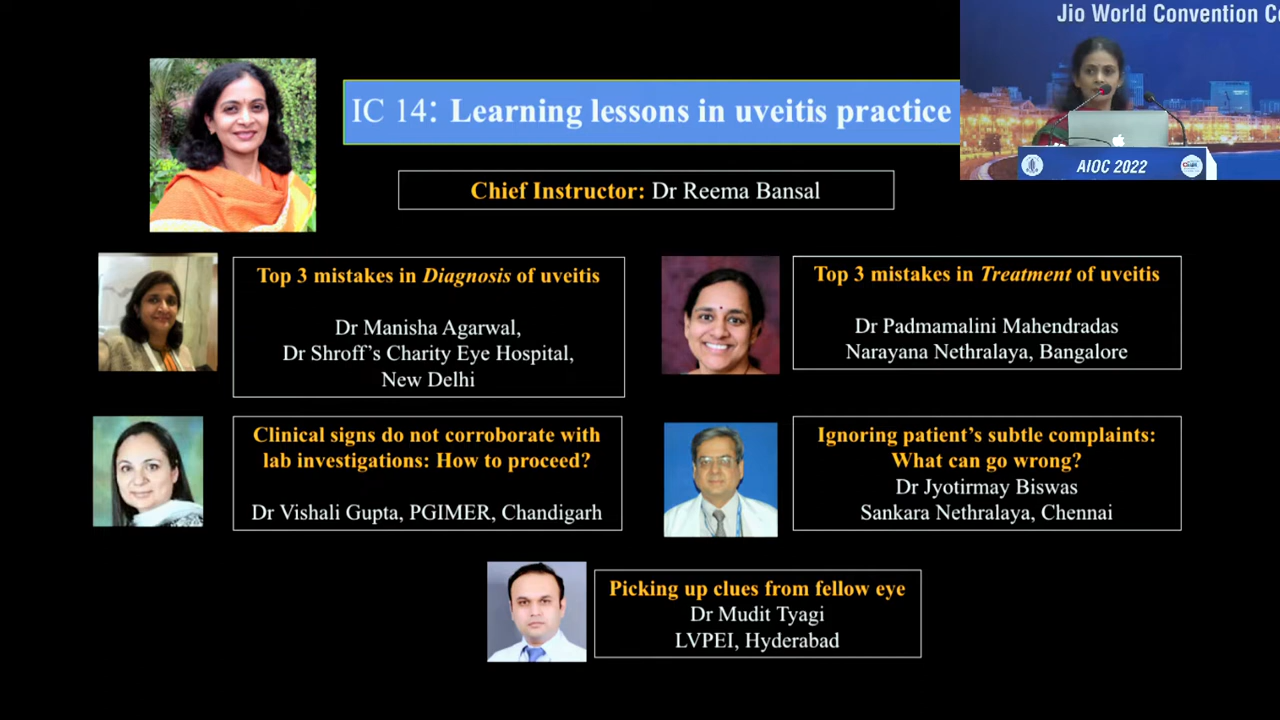 Jio World Convention C
IC 14: Learning lessons in uveitis practice
AIOC 2022
Chief Instructor: Dr Reema Bansal
Top 3 mistakes in Diagnosis of uveitis
Dr Manisha Agarwal,
Dr Shroff's Charity Eye Hospital,
New Delhi
Top 3 mistakes in Treatment of uveitis
Dr Padmamalini Mahendradas
Narayana Nethralaya, Bangalore
Clinical signs do not corroborate with
lab investigations: How to proceed?
Dr Vishali Gupta, PGIMER, Chandigarh
Ignoring patient's subtle complaints:
What can go wrong?
Dr Jyotirmay Biswas
Sankara Nethralaya, Chennai
Picking up clues from fellow eye
Dr Mudit Tyagi
LVPEI, Hyderabad